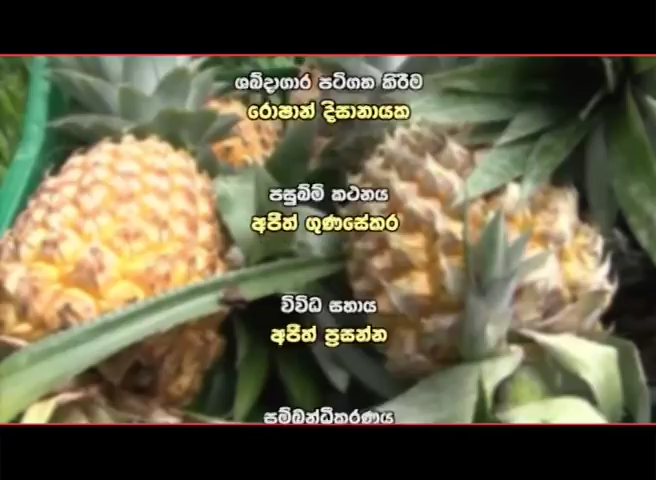 ශබ්දාගාර පටිගත කිරීම
රොෂාන් දිසානායක
පසුබිම් කථනය
අජිත් ගුණසේකර
විවිධ සහාය
අජිත් ප්‍රසන්න
සම්බන්ධීකරණය